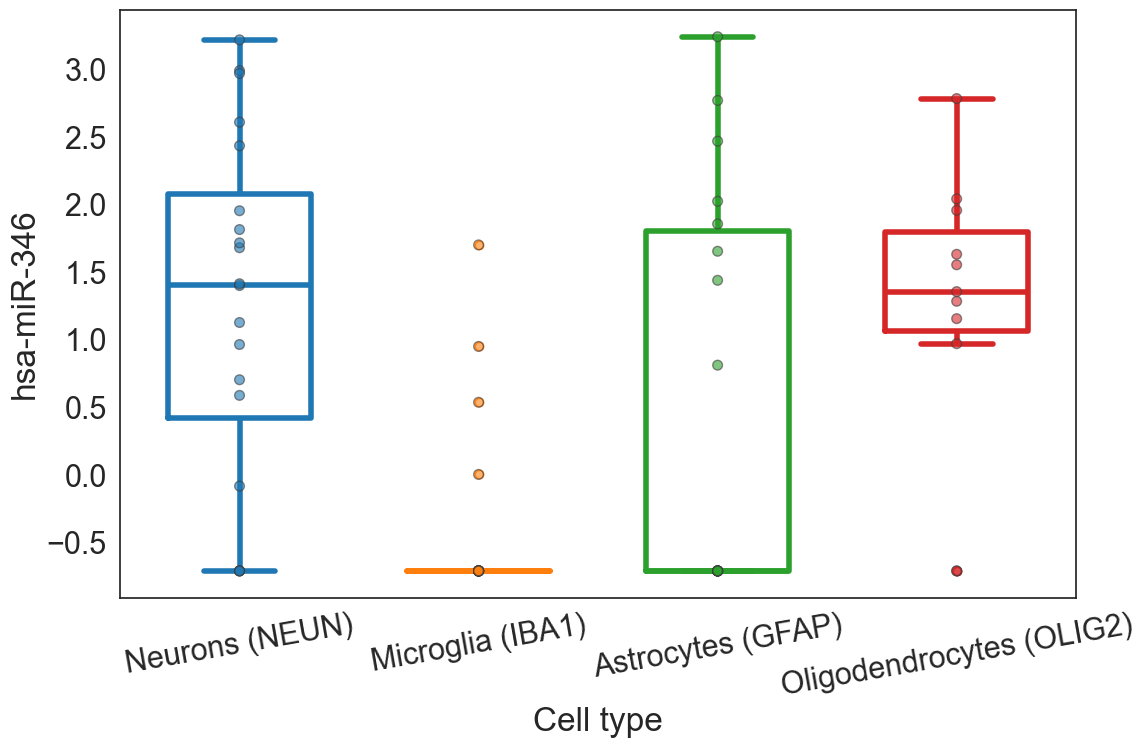 hsa-miR-346
3.0
2.5
2.0
1.5
1.0
0.5
0.0
−0.5
Neurons (NEUN)
Microglia (IBA1)
Astrocytes (GFAP)
Oligodendrocytes (OLIG2)
Cell type